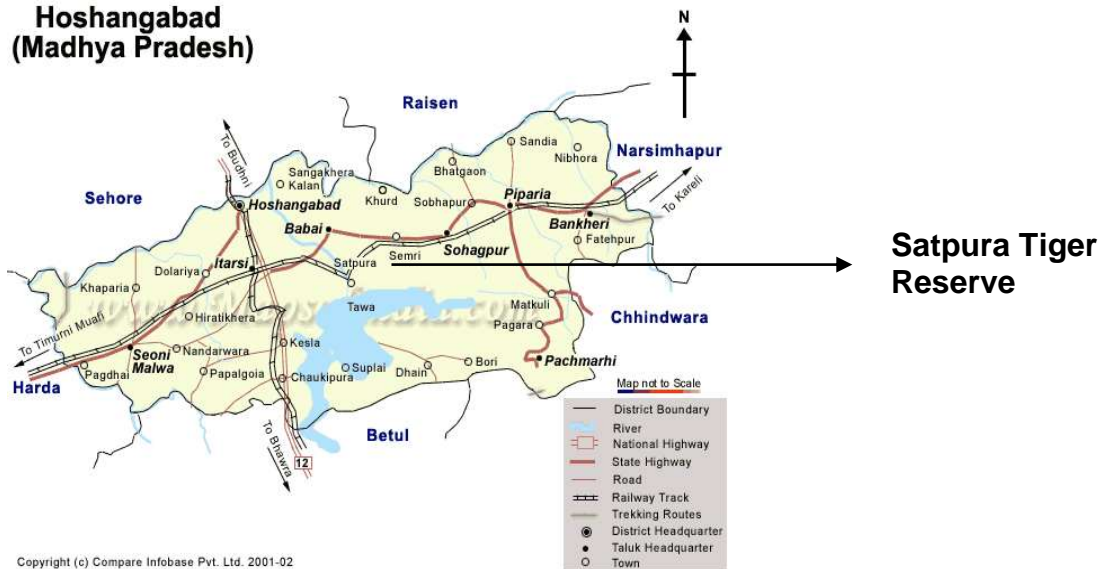 Hoshangabad
(Madhya Pradesh)
N
Raisen
To Budhni
Sandia
Nibhora
Narsimhapur
Sangakhera
Kalan
Bhatgaon
To Kareli
Sehore
Khurd
Sobhapur
Piparia
Hoshangabad
Babai
Bankheri
Sohagpur
Fatehpur
Semri
Satpura Tiger
Reserve
Itarsi
Satpura
Dolariya
Khaparia
Tawa
Matkuli
Hiratikhera
Pagara
Chhindwara
To Timurni Muafi
Kesla
Seoni
Malwa
Nandarwara
Pachmarhi
Harda
Pagdhai
Papalgoia
Chaukipura
Suplai
Dhain
Bori
Map not to Scale
Betul
To Bhawra
12
District Boundary
River
National Highway
State Highway
Road
Railway Track
Trekking Routes
District Headquarter
Taluk Headquarter
Town
Copyright (c) Compare Infobase Pvt. Ltd. 2001-02